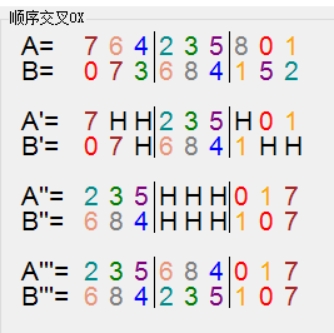 顺序交叉OX
A= 7 6 4|2 3 5|8 0 1
B= 0 7 3|6 8 4|1 5 2
A'= 7 H H|2 3 5|H 0 1
B'= 0 7 H|6 8 4|1 H H
A''= 2 3 5|H H H|0 1 7
B''= 6 8 4|H H H|1 0 7
A'''= 2 3 5|6 8 4|0 1 7
B'''= 6 8 4|2 3 5|1 0 7